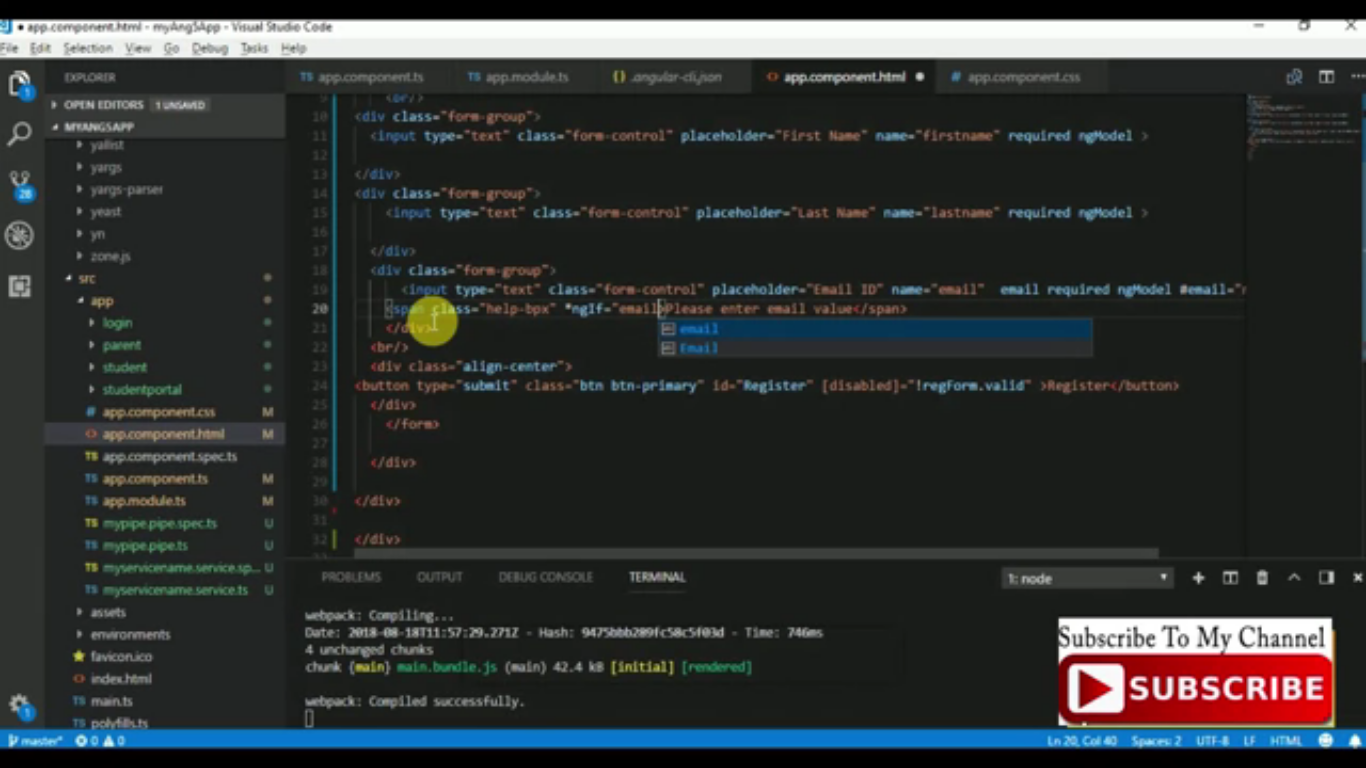 app.component.html - myAng5App - Visual Studio Code
File Edit Selection View Go Debug Tasks Help
EXPLORER
OPEN EDITORS 1 UNSAVED
MYANG5APP
yallist
yargs
yargs-parser
yeast
yn
zone.js
src
app
login
parent
student
studentportal
# app.component.css M
<> app.component.html M
TS app.component.spec.ts
TS app.component.ts M
TS app.module.ts M
TS mypipe.pipe.spec.ts U
TS mypipe.pipe.ts U
TS myservicename.service.sp... U
TS myservicename.service.ts U
assets
environments
favicon.ico
<> index.html
TS main.ts
TS polyfills.ts
TS app.component.ts TS app.module.ts {} .angular-cli.json <> app.component.html # app.component.css
9 <br/>
10 <div class="form-group">
11 <input type="text" class="form-control" placeholder="First Name" name="firstname" required ngModel >
12
13 </div>
14 <div class="form-group">
15 <input type="text" class="form-control" placeholder="Last Name" name="lastname" required ngModel >
16
17 </div>
18 <div class="form-group">
19 <input type="text" class="form-control" placeholder="Email ID" name="email" email required ngModel #email="n
20 <span class="help-bpx" *ngIf="email>Please enter email value</span>
21 </div>
email
Email
22 <br/>
23 <div class="align-center">
24 <button type="submit" class="btn btn-primary" id="Register" [disabled]="!regForm.valid" >Register</button>
25 </div>
26 </form>
27
28 </div>
29
30 </div>
31
32 </div>
PROBLEMS OUTPUT DEBUG CONSOLE TERMINAL 1: node
webpack: Compiling...
Date: 2018-08-18T11:57:29.271Z - Hash: 9475bbb289fc58c5f03d - Time: 746ms
4 unchanged chunks
chunk {main} main.bundle.js (main) 42.4 kB [initial] [rendered]
webpack: Compiled successfully.
Subscribe To My Channel
SUBSCRIBE
master* 0 0 Ln 20, Col 40 Spaces: 2 UTF-8 LF HTML